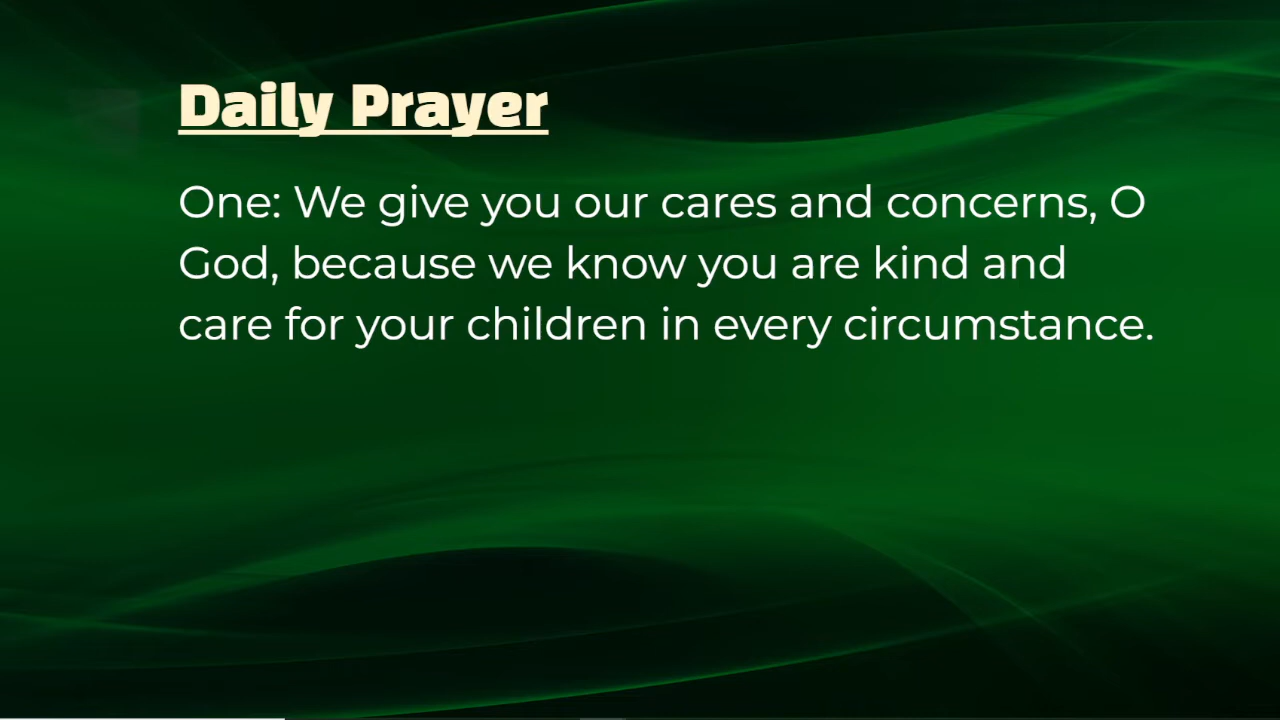 Daily Prayer
One: We give you our cares and concerns, O
God, because we know you are kind and
care for your children in every circumstance.